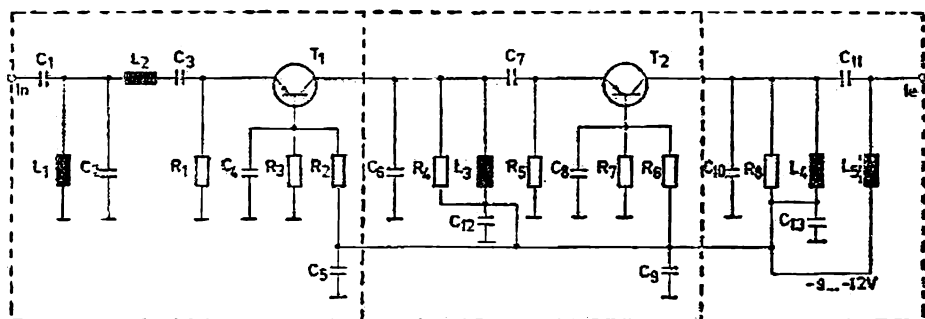 C1
L2
C3
T1
C7
T2
C11
In
Ie
L1
C2
R1
C4
R3
R2
C6
R4
L3
R5
C8
R7
R6
C10
R8
L4
L5
C12
C13
C5
C9
-9...-12V